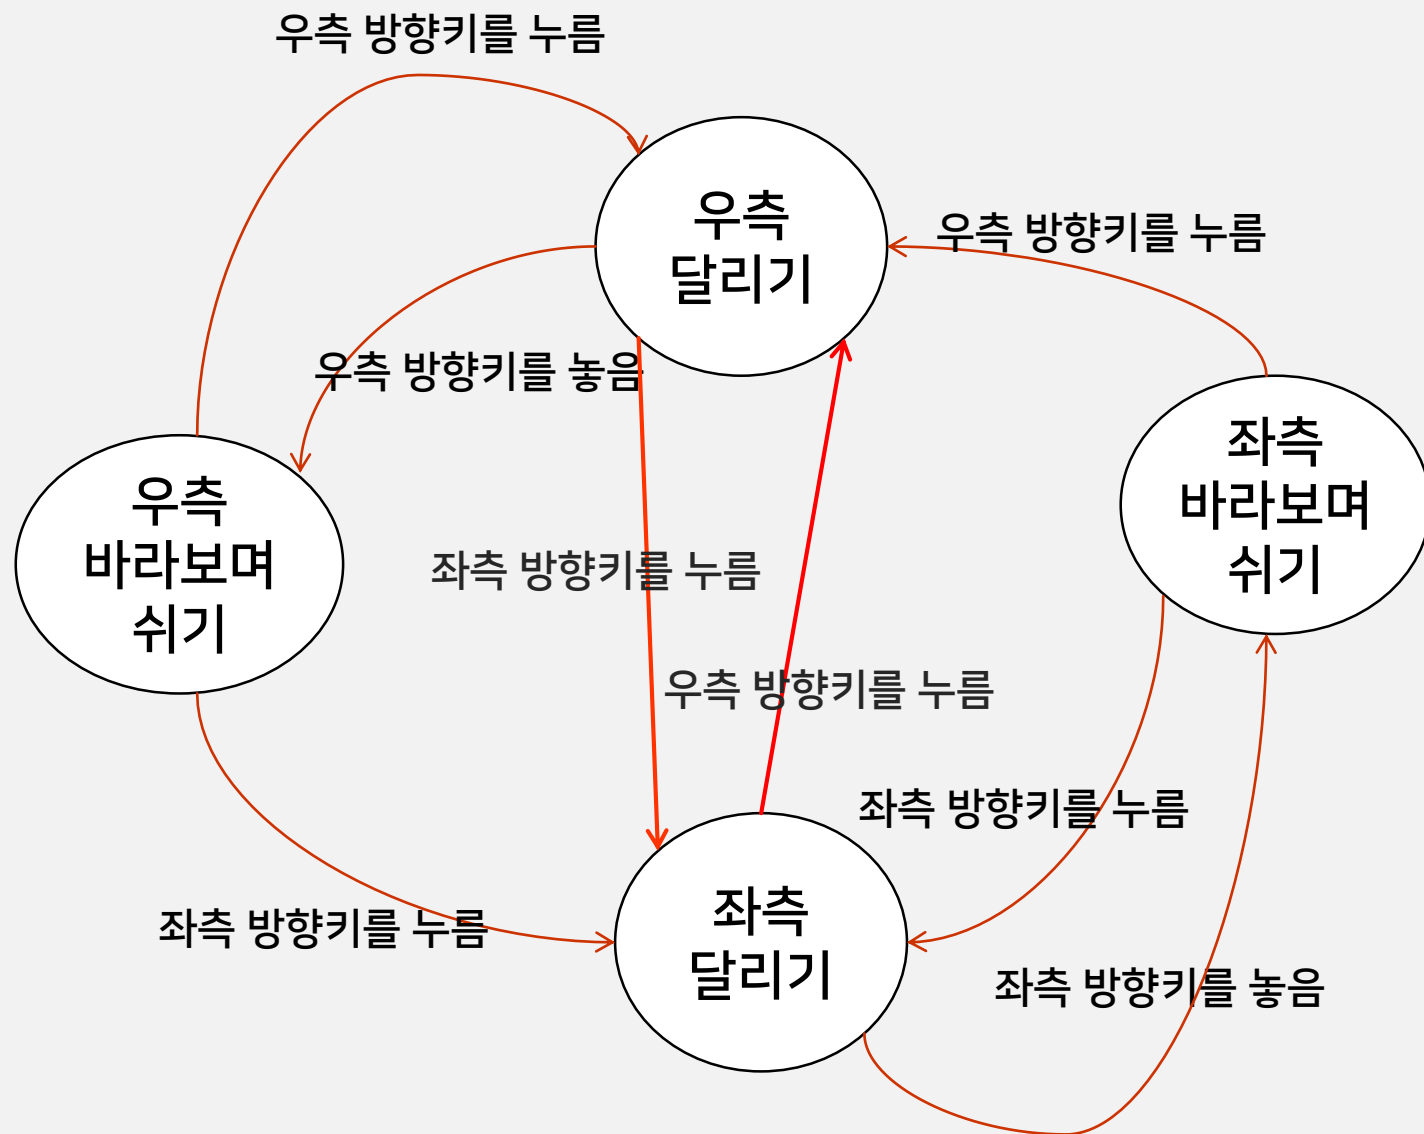 우측 방향키를 누름
우측
달리기
우측 방향키를 누름
우측 방향키를 놓음
좌측
바라보며
쉬기
우측
바라보며
쉬기
좌측 방향키를 누름
우측 방향키를 누름
좌측 방향키를 누름
좌측
달리기
좌측 방향키를 누름
좌측 방향키를 놓음